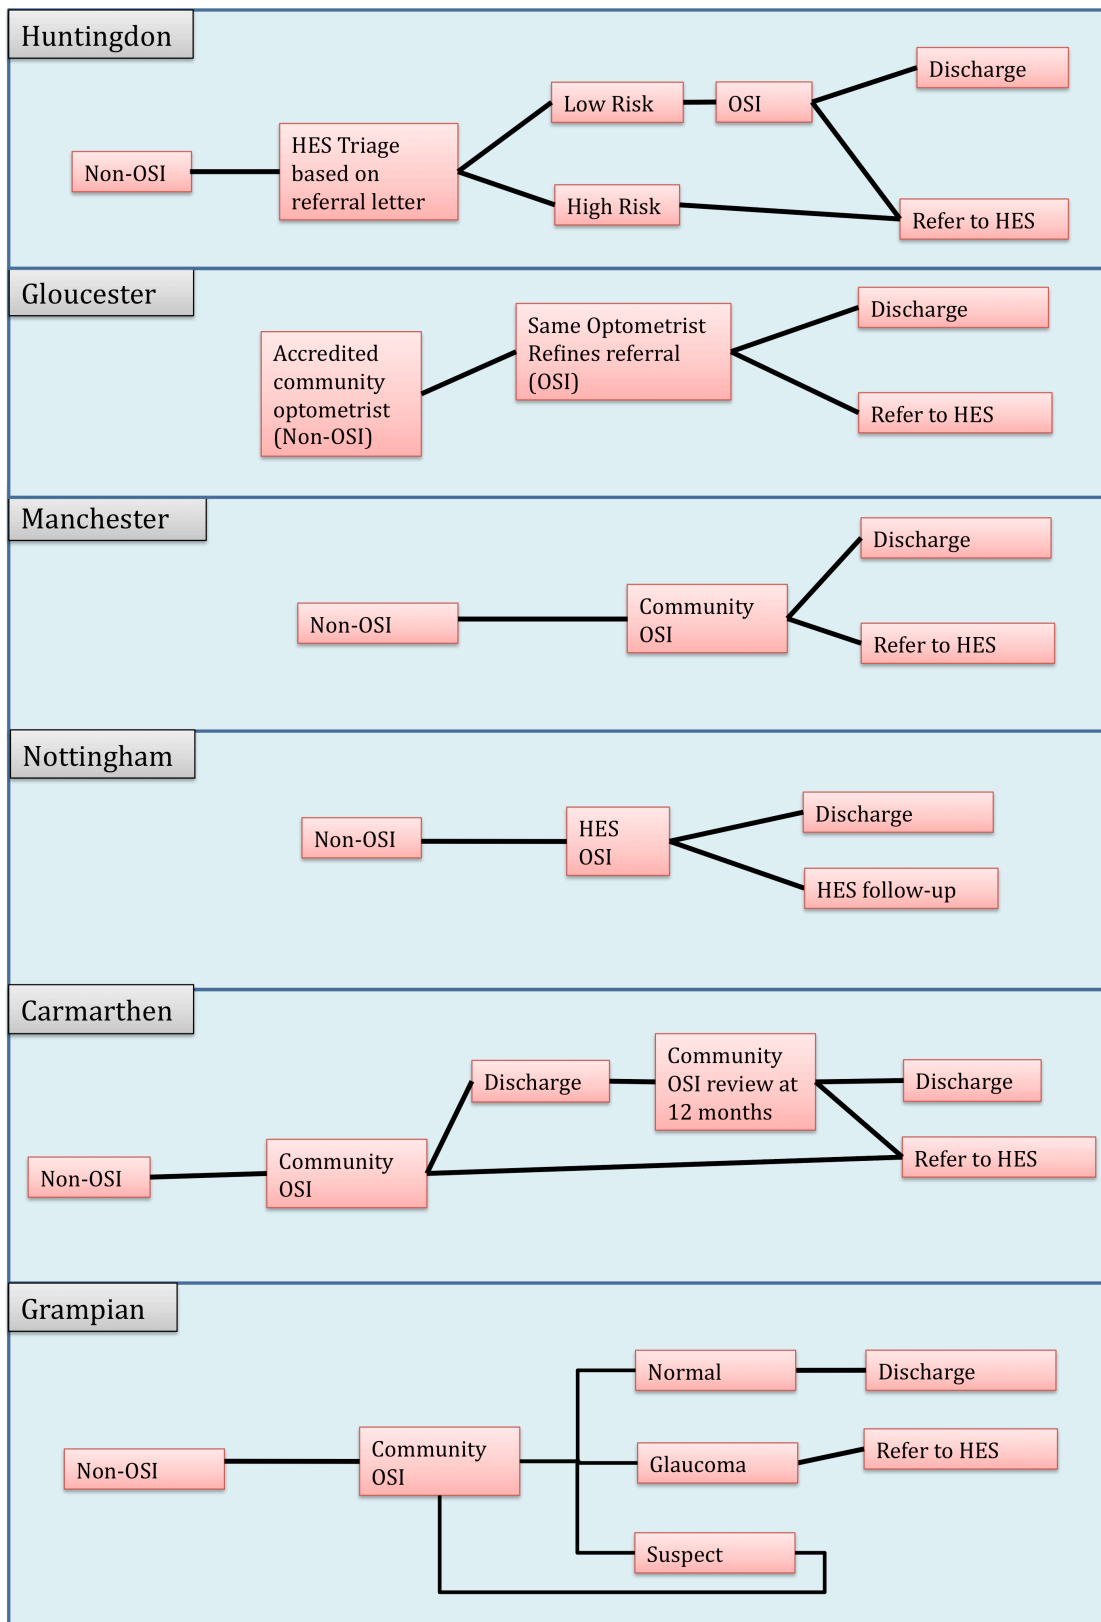 Huntingdon
Non-OSI
HES Triage
based on
referral letter
Low Risk
High Risk
OSI
Discharge
Refer to HES
Gloucester
Accredited
community
optometrist
(Non-OSI)
Same Optometrist
Refines referral
(OSI)
Discharge
Refer to HES
Manchester
Non-OSI
Community
OSI
Discharge
Refer to HES
Nottingham
Non-OSI
HES
OSI
Discharge
HES follow-up
Carmarthen
Non-OSI
Community
OSI
Discharge
Community
OSI review at
12 months
Discharge
Refer to HES
Grampian
Non-OSI
Community
OSI
Normal
Glaucoma
Suspect
Discharge
Refer to HES